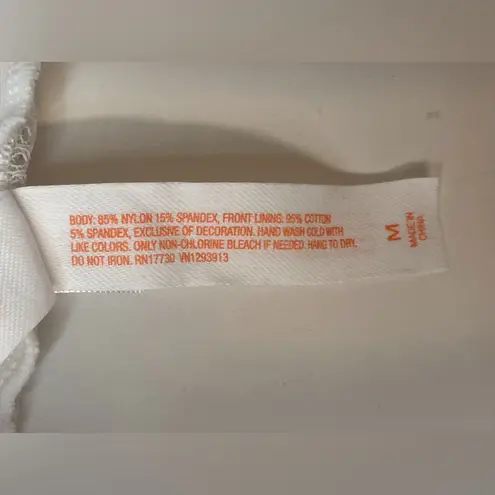 BODY: 85% NYLON 15% SPANDEX, FRONT LINING: 95% COTTON
5% SPANDEX, EXCLUSIVE OF DECORATION. HAND WASH COLD WITH
LIKE COLORS. ONLY NON-CHLORINE BLEACH IF NEEDED. HANG TO DRY.
DO NOT IRON. RN17730 VN1293913
M
MADE IN
CHINA